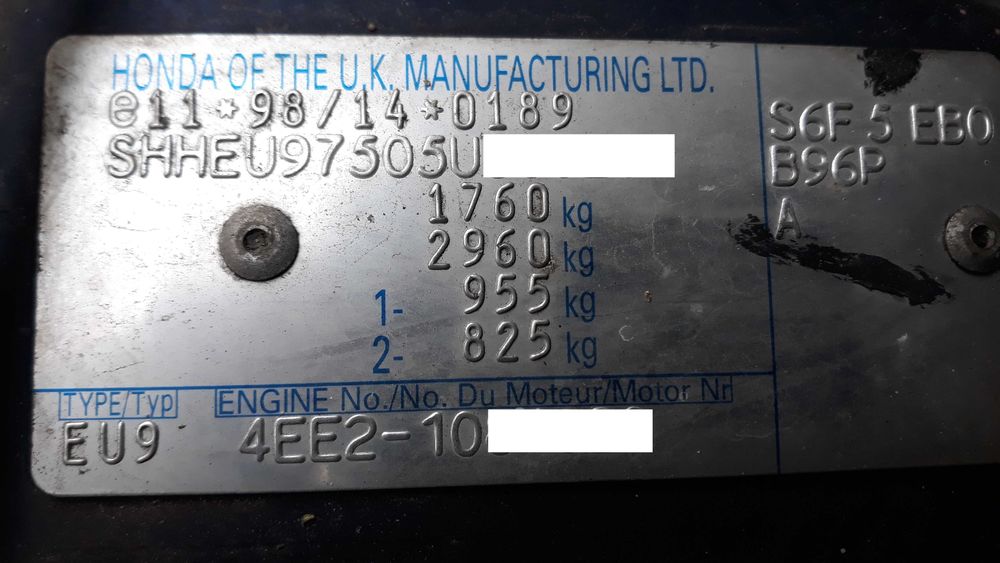 HONDA OF THE U.K. MANUFACTURING LTD.
e11*98/14*0189
SHHEU97505U
1760 kg
2960 kg
1- 955 kg
2- 825 kg
S6F 5 EB0
B96P
A
TYPE/Typ ENGINE No./No. Du Moteur/Motor Nr
EU9 4EE2-10